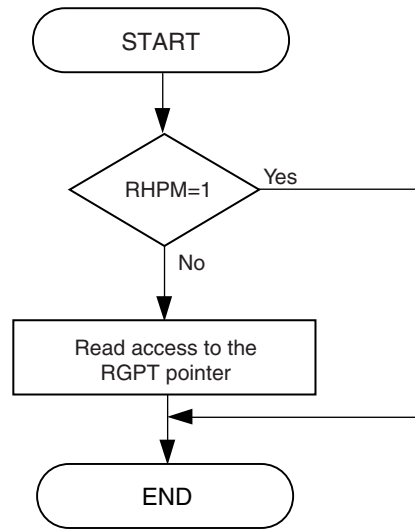 START
RHPM=1
Yes
No
Read access to the
RGPT pointer
END